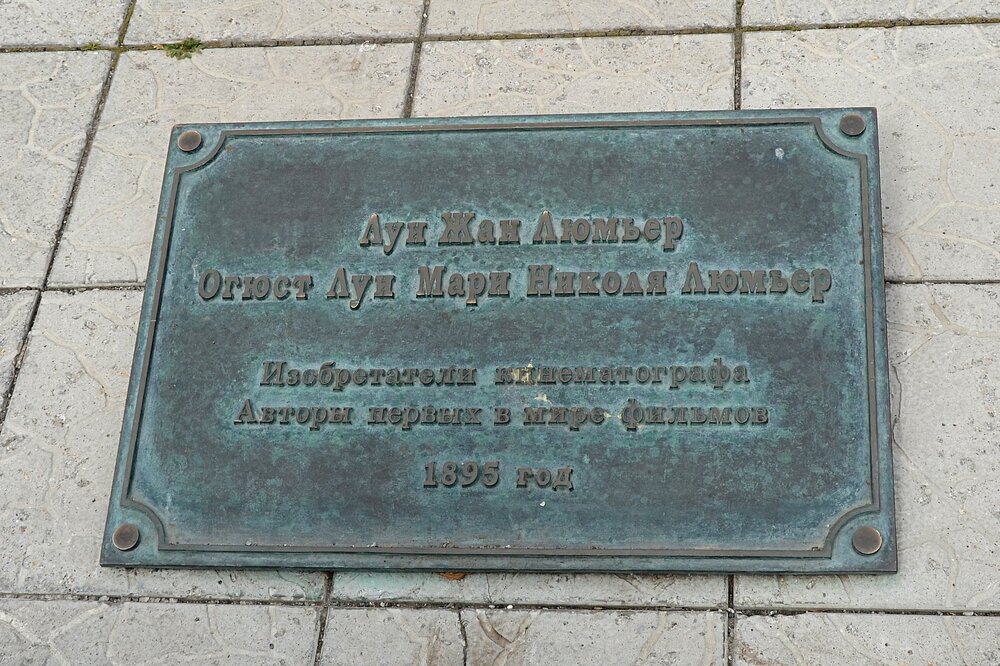 Луи Жан Люмьер
Огюст Луи Мари Николя Люмьер
Изобретатели кинематографа
Авторы первых в мире фильмов
1895 год